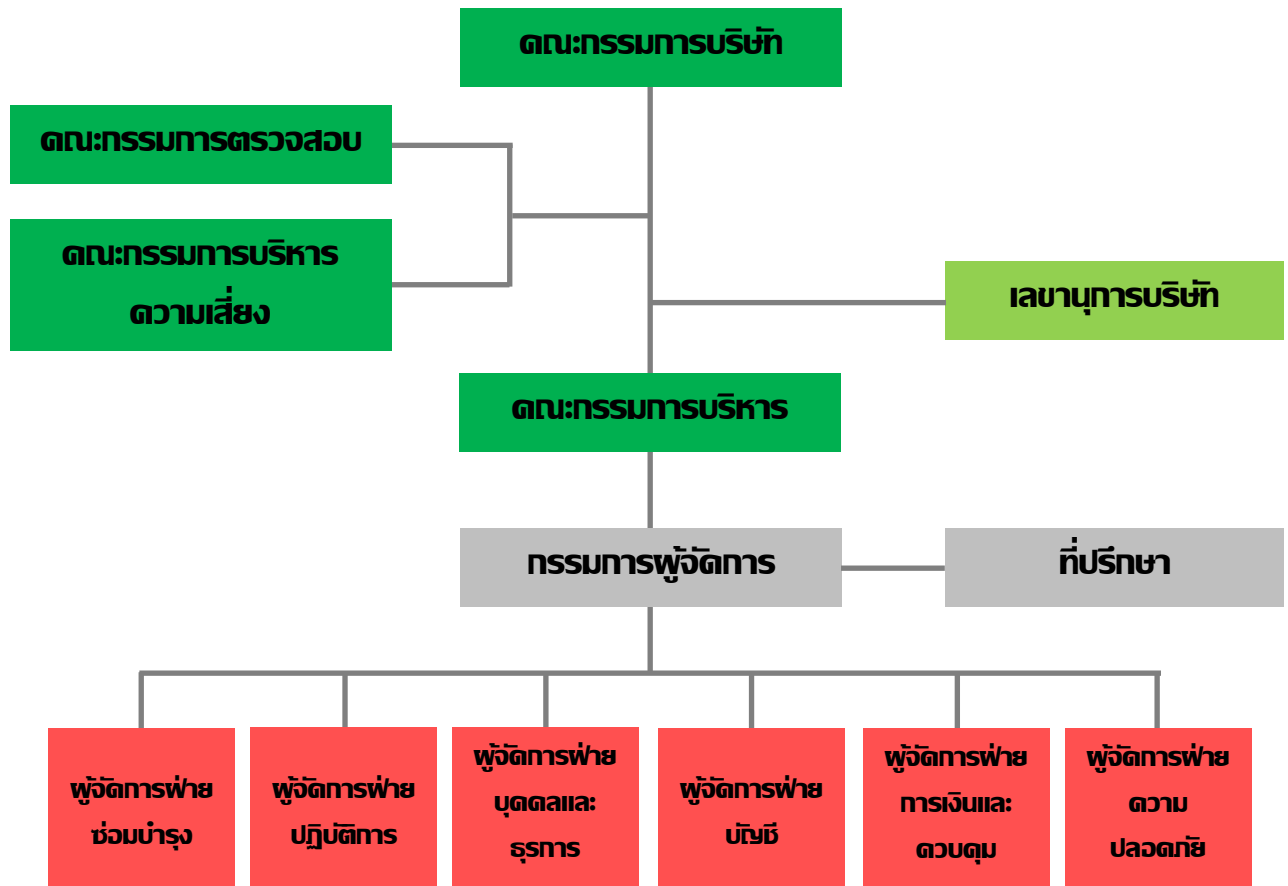 คณะกรรมการบริษัท
คณะกรรมการตรวจสอบ
คณะกรรมการบริหาร
ความเสี่ยง
เลขานุการบริษัท
คณะกรรมการบริหาร
กรรมการผู้จัดการ
ที่ปรึกษา
ผู้จัดการฝ่าย
ซ่อมบำรุง
ผู้จัดการฝ่าย
ปฏิบัติการ
ผู้จัดการฝ่าย
บุคคลและ
ธุรการ
ผู้จัดการฝ่าย
บัญชี
ผู้จัดการฝ่าย
การเงินและ
ควบคุม
ผู้จัดการฝ่าย
ความ
ปลอดภัย